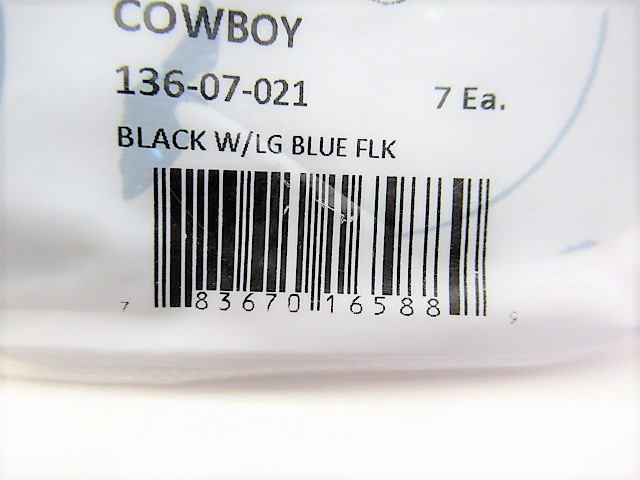 COWBOY
136-07-021 7 Ea.
BLACK W/LG BLUE FLK
7 83670 16588 9